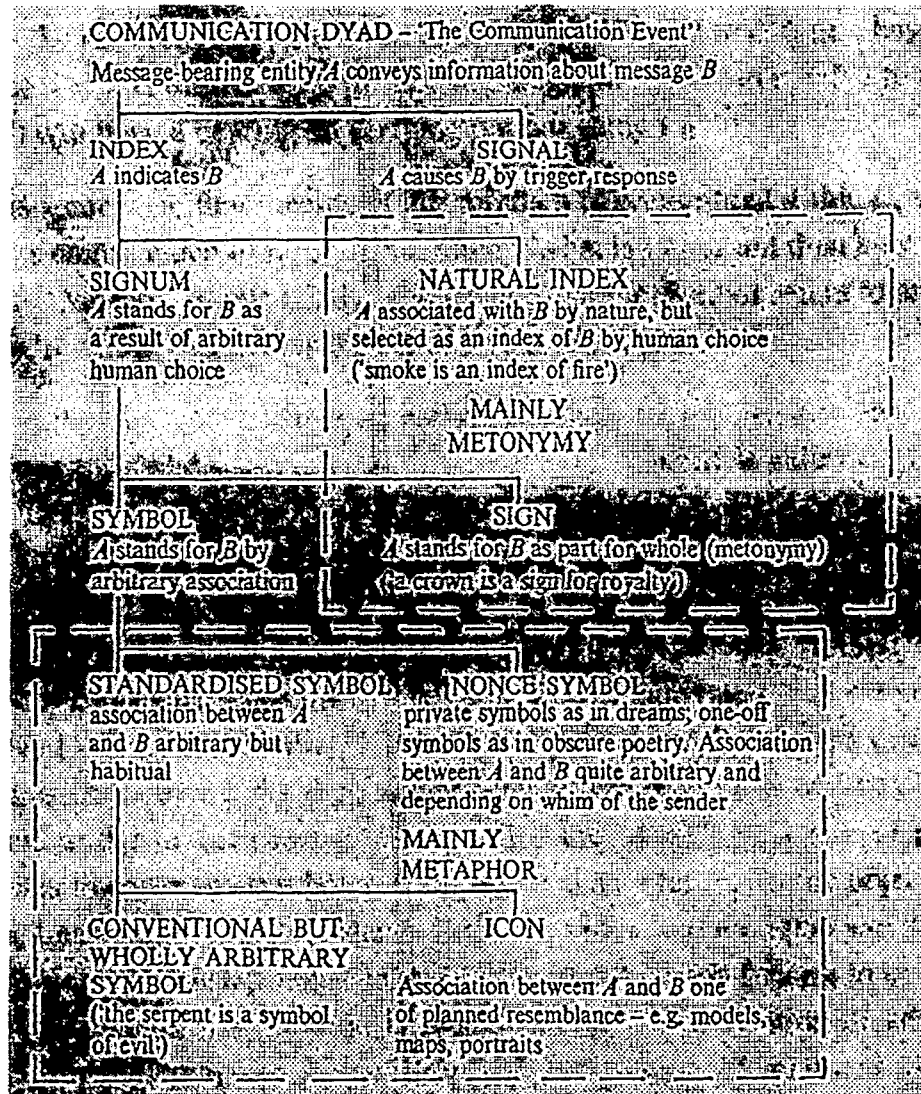 COMMUNICATION DYAD – 'The Communication Event'
Message-bearing entity A conveys information about message B
INDEX
A indicates B
SIGNAL
A causes B by trigger response
SIGNUM
A stands for B as
a result of arbitrary
human choice
NATURAL INDEX
A associated with B by nature, but
selected as an index of B by human choice
('smoke is an index of fire')
MAINLY
METONYMY
SYMBOL
A stands for B by
arbitrary association
SIGN
A stands for B as part for whole (metonymy)
('a crown is a sign for royalty')
STANDARDISED SYMBOL
association between A
and B arbitrary but
habitual
NONCE SYMBOL
private symbols as in dreams; one-off
symbols as in obscure poetry. Association
between A and B quite arbitrary and
depending on whim of the sender
MAINLY
METAPHOR
CONVENTIONAL BUT
WHOLLY ARBITRARY
SYMBOL
('the serpent is a symbol
of evil')
ICON
Association between A and B one
of planned resemblance – e.g. models,
maps, portraits